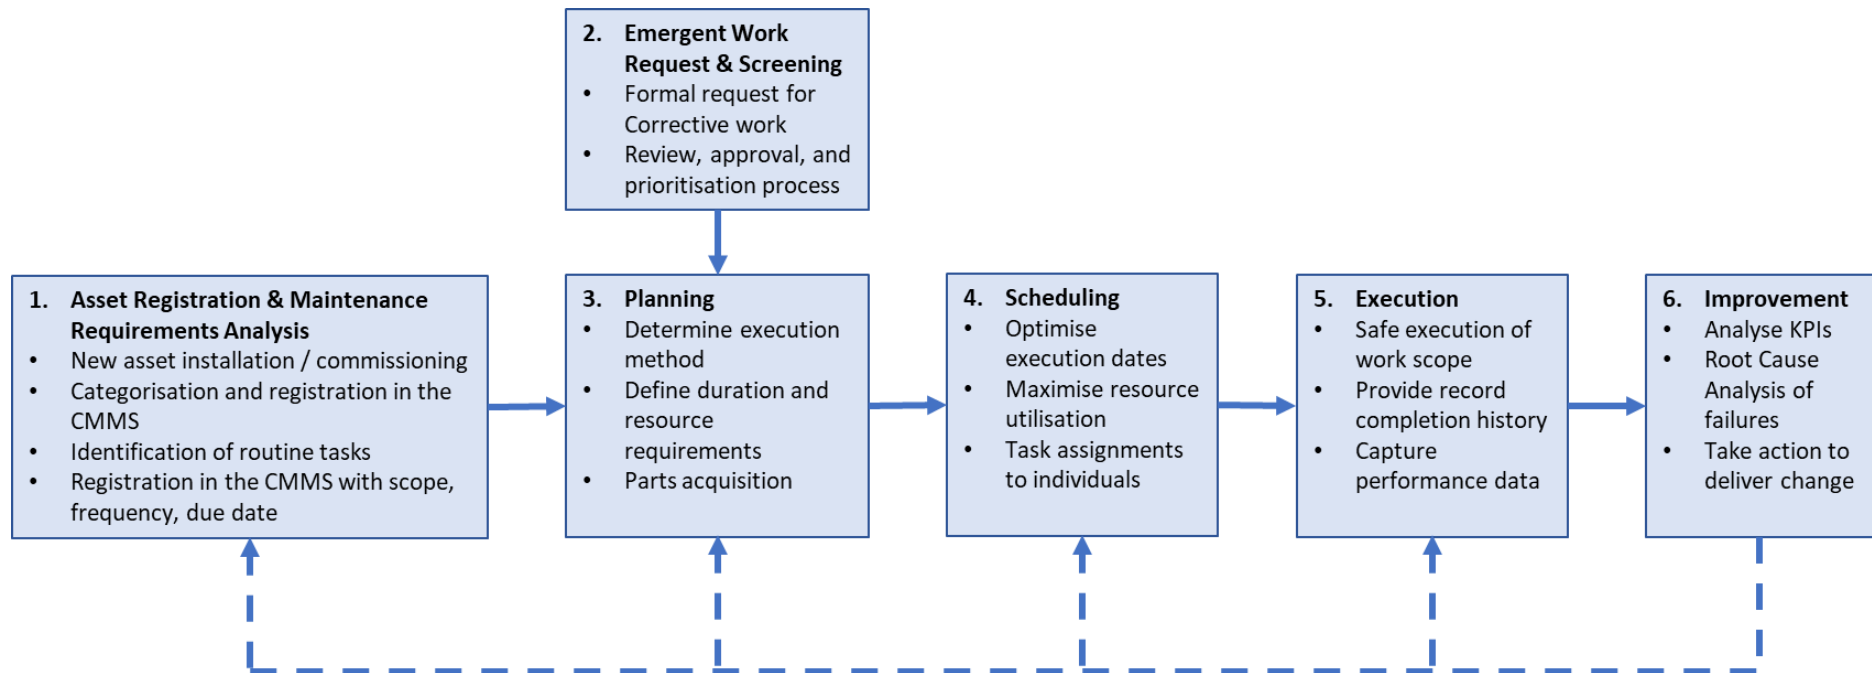 2. Emergent Work
Request & Screening
• Formal request for
Corrective work
• Review, approval, and
prioritisation process
1. Asset Registration & Maintenance
Requirements Analysis
• New asset installation / commissioning
• Categorisation and registration in the
CMMS
• Identification of routine tasks
• Registration in the CMMS with scope,
frequency, due date
3. Planning
• Determine execution
method
• Define duration and
resource
requirements
• Parts acquisition
4. Scheduling
• Optimise
execution dates
• Maximise resource
utilisation
• Task assignments
to individuals
5. Execution
• Safe execution of
work scope
• Provide record
completion history
• Capture
performance data
6. Improvement
• Analyse KPIs
• Root Cause
Analysis of
failures
• Take action to
deliver change